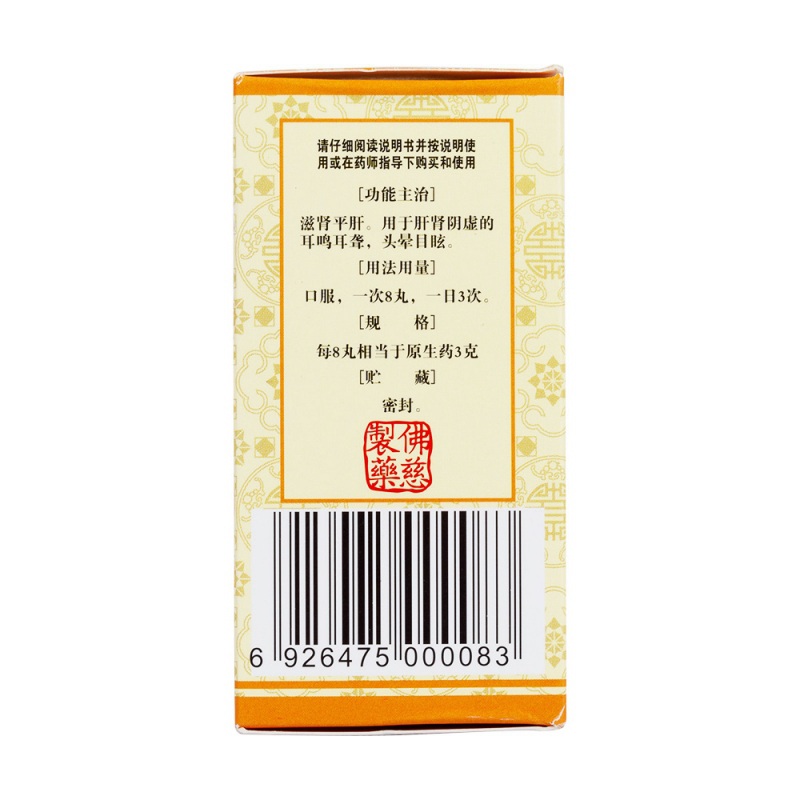 请仔细阅读说明书并按说明使
用或在药师指导下购买和使用
[功能主治]
滋肾平肝。用于肝肾阴虚的
耳鸣耳聋，头晕目眩。
[用法用量]
口服，一次8丸，一日3次。
[规　　格]
每8丸相当于原生药3克
[贮　　藏]
密封。
佛慈
製藥
6 926475 000083